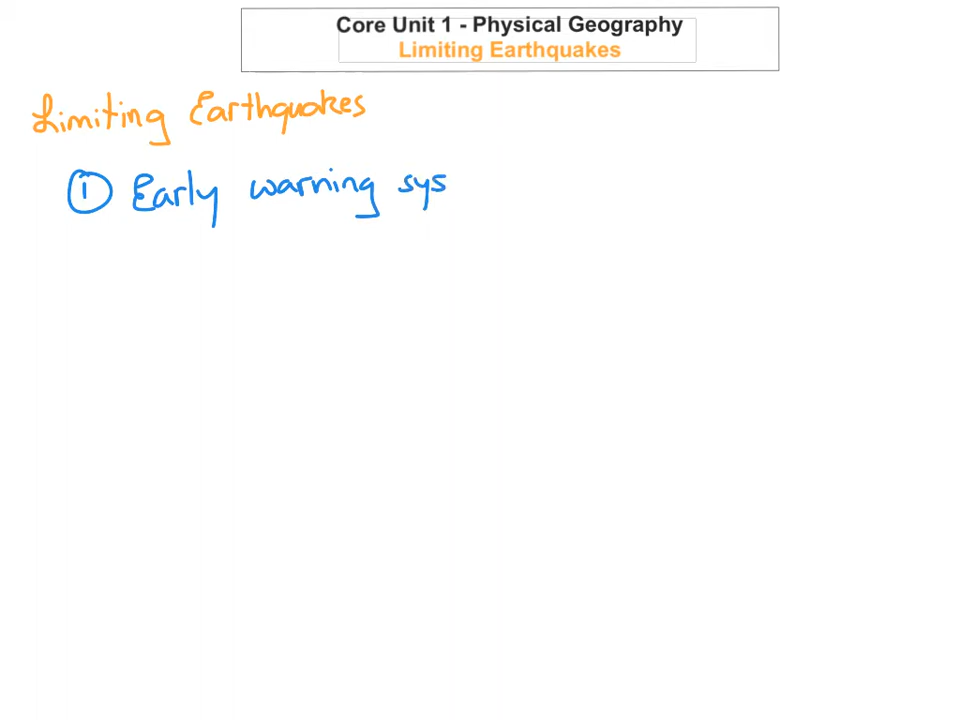 Core Unit 1 - Physical Geography
Limiting Earthquakes
Limiting Earthquakes
① Early warning sys